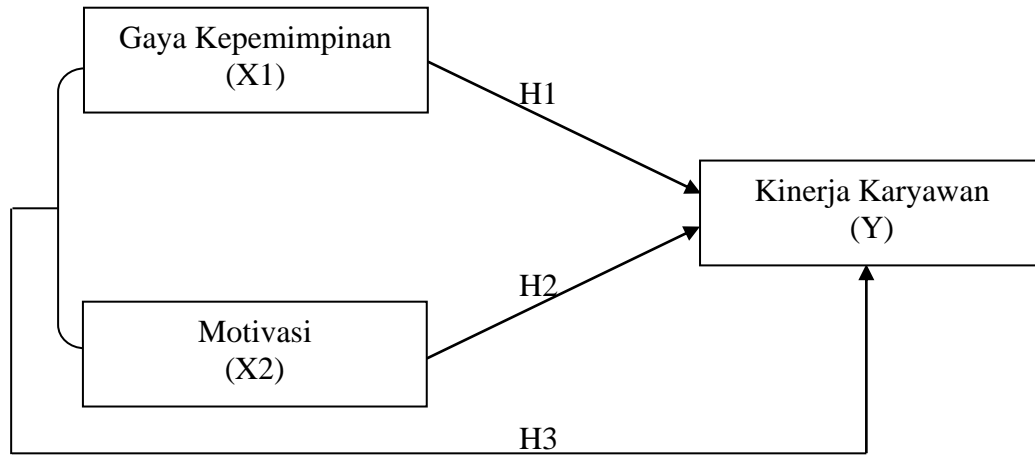 Gaya Kepemimpinan
(X1)
H1
Kinerja Karyawan
(Y)
H2
Motivasi
(X2)
H3